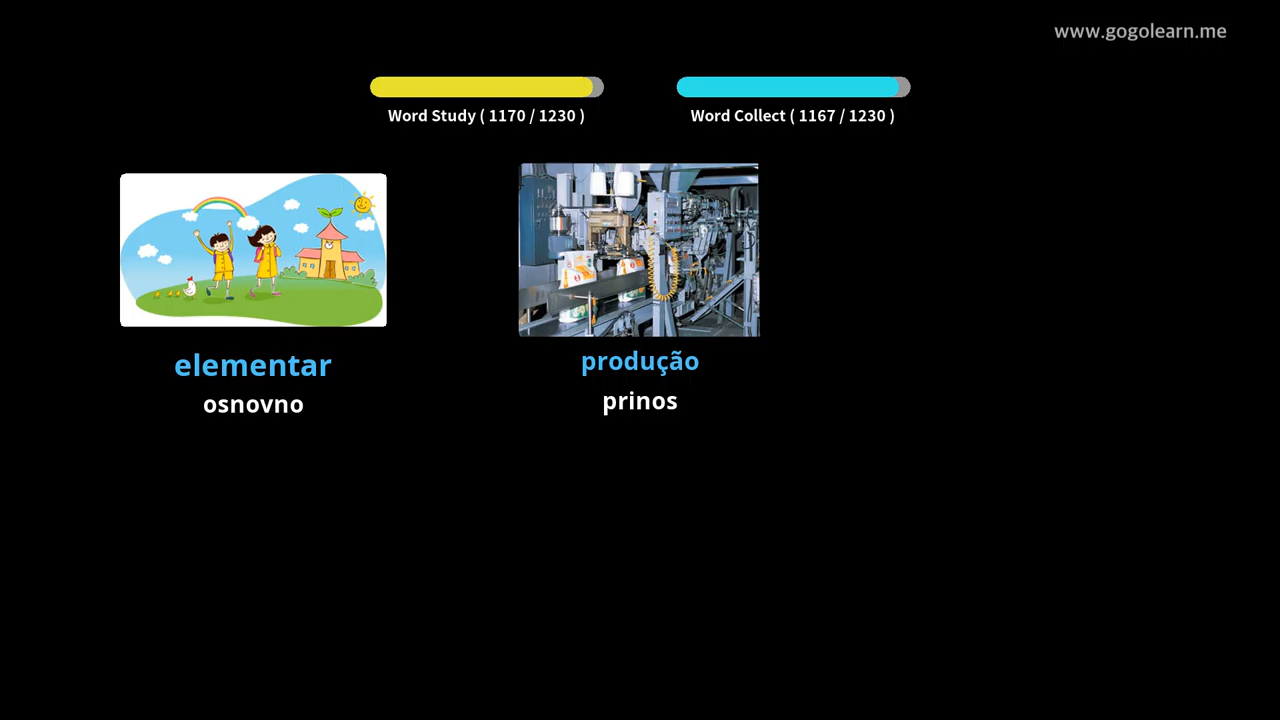 www.gogolearn.me
Word Study ( 1170 / 1230 )
Word Collect ( 1167 / 1230 )
elementar
produção
osnovno
prinos